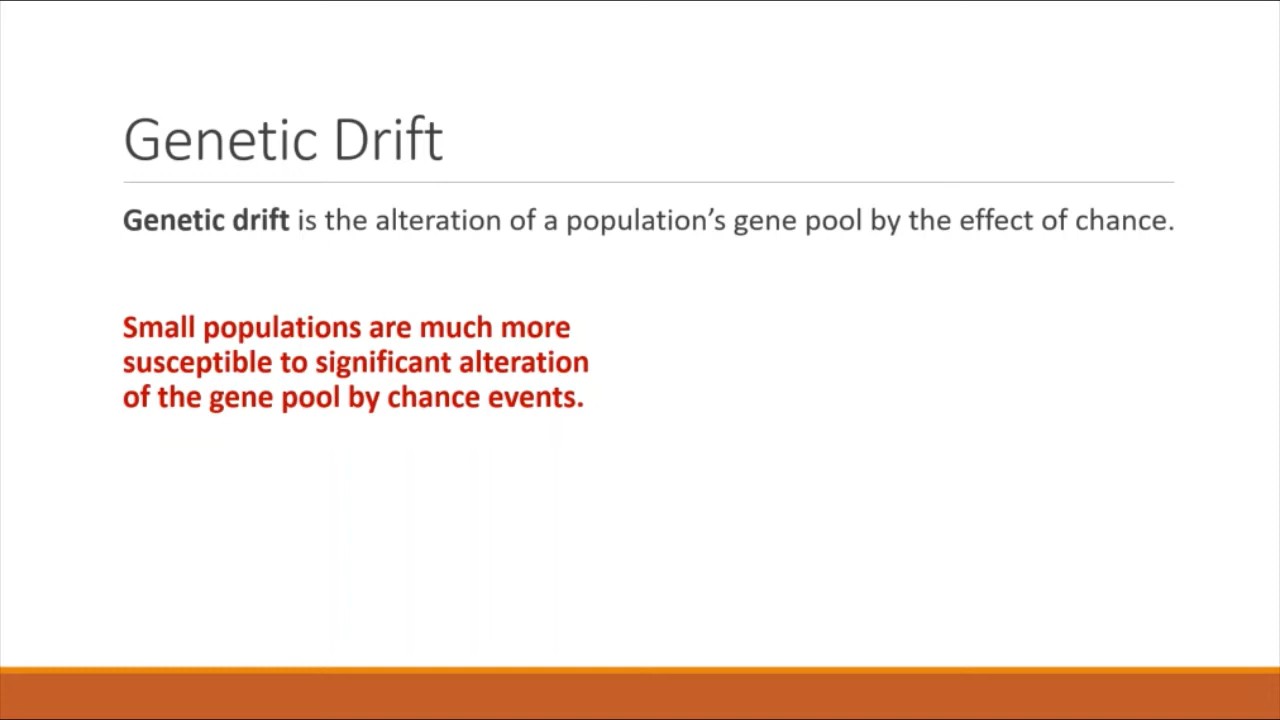 Genetic Drift
Genetic drift is the alteration of a population’s gene pool by the effect of chance.
Small populations are much more
susceptible to significant alteration
of the gene pool by chance events.